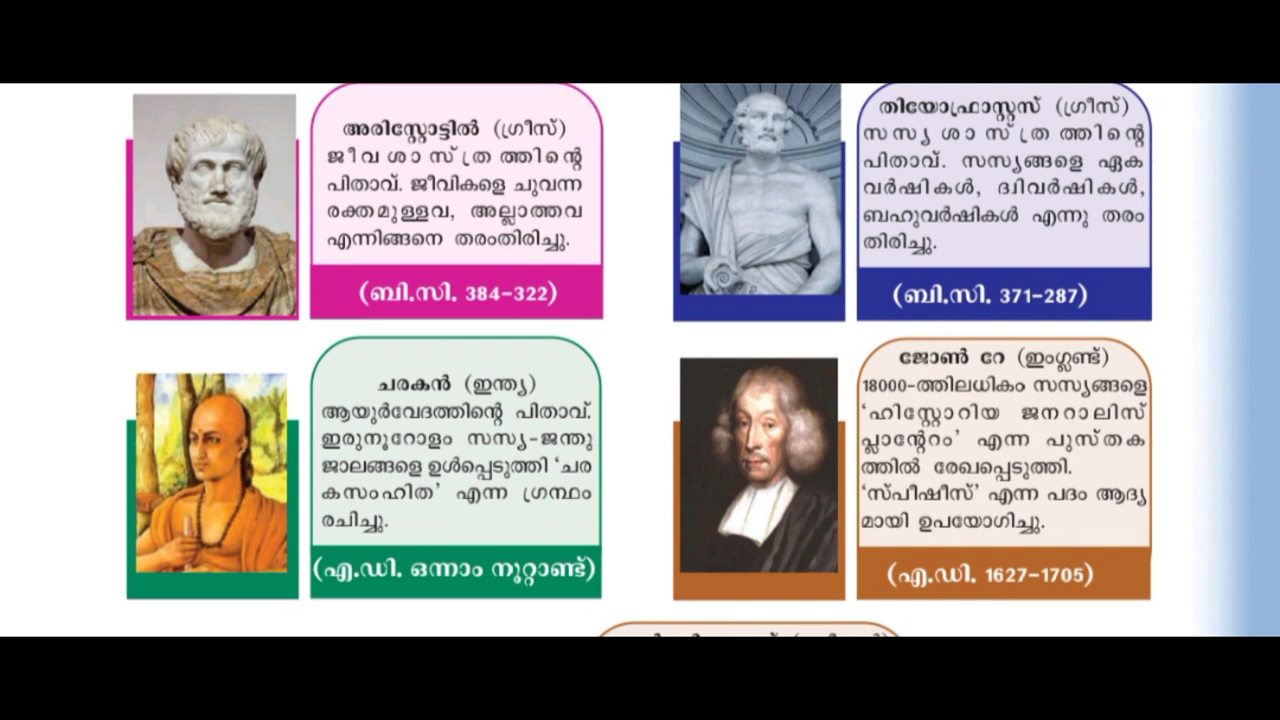 അരിസ്റ്റോട്ടിൽ (ഗ്രീസ്)
ജീവശാസ്ത്രത്തിന്റെ
പിതാവ്. ജീവികളെ ചുവന്ന
രക്തമുള്ളവ, അല്ലാത്തവ
എന്നിങ്ങനെ തരംതിരിച്ചു.
(ബി.സി. 384-322)
തിയോഫ്രാസ്റ്റസ് (ഗ്രീസ്)
സസ്യശാസ്ത്രത്തിന്റെ
പിതാവ്. സസ്യങ്ങളെ ഏക
വർഷികൾ, ദ്വിവർഷികൾ,
ബഹുവർഷികൾ എന്നു തരം
തിരിച്ചു.
(ബി.സി. 371-287)
ചരകൻ (ഇന്ത്യ)
ആയുർവേദത്തിന്റെ പിതാവ്.
ഇരുനൂറോളം സസ്യ-ജന്തു
ജാലങ്ങളെ ഉൾപ്പെടുത്തി ‘ചര
കസംഹിത’ എന്ന ഗ്രന്ഥം
രചിച്ചു.
(എ.ഡി. ഒന്നാം നൂറ്റാണ്ട്)
ജോൺ റേ (ഇംഗ്ലണ്ട്)
18000-ത്തിലധികം സസ്യങ്ങളെ
‘ഹിസ്റ്റോറിയ ജനറാലിസ്
പ്ലാന്റേറം’ എന്ന പുസ്തക
ത്തിൽ രേഖപ്പെടുത്തി.
‘സ്പീഷീസ്’ എന്ന പദം ആദ്യ
മായി ഉപയോഗിച്ചു.
(എ.ഡി. 1627-1705)